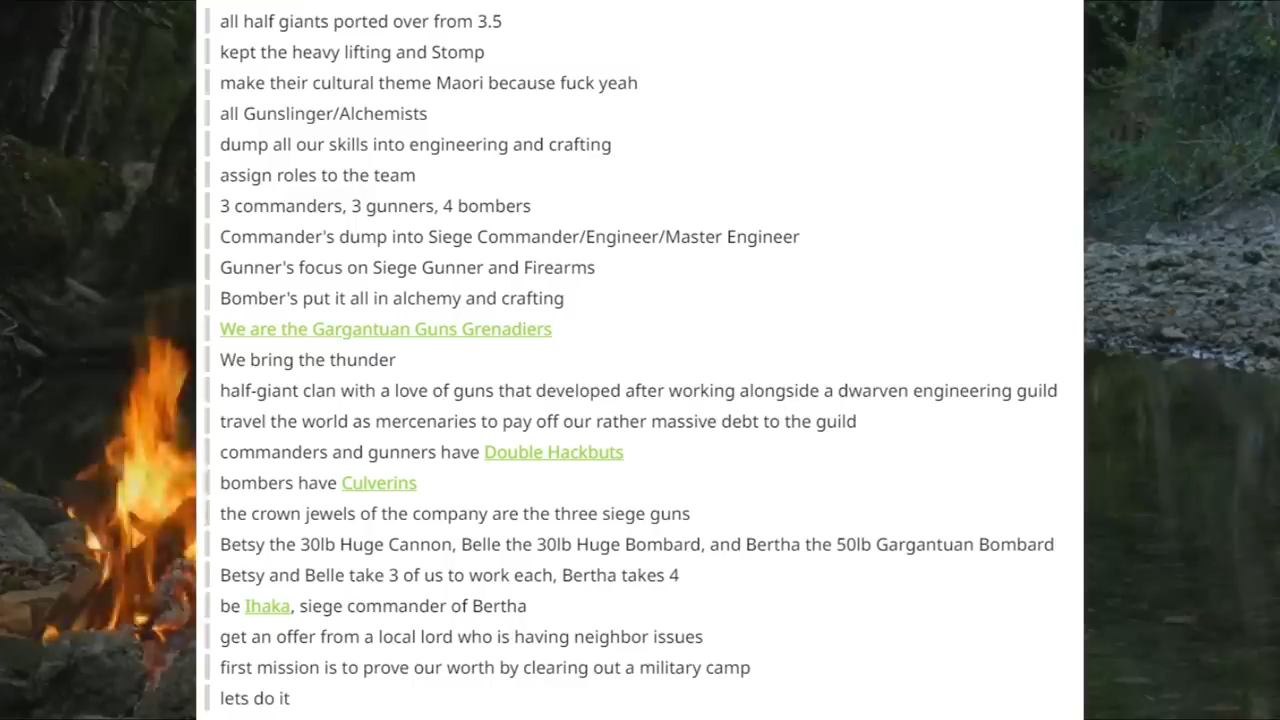 all half giants ported over from 3.5
kept the heavy lifting and Stomp
make their cultural theme Maori because fuck yeah
all Gunslinger/Alchemists
dump all our skills into engineering and crafting
assign roles to the team
3 commanders, 3 gunners, 4 bombers
Commander's dump into Siege Commander/Engineer/Master Engineer
Gunner's focus on Siege Gunner and Firearms
Bomber's put it all in alchemy and crafting
We are the Gargantuan Guns Grenadiers
We bring the thunder
half-giant clan with a love of guns that developed after working alongside a dwarven engineering guild
travel the world as mercenaries to pay off our rather massive debt to the guild
commanders and gunners have Double Hackbuts
bombers have Culverins
the crown jewels of the company are the three siege guns
Betsy the 30lb Huge Cannon, Belle the 30lb Huge Bombard, and Bertha the 50lb Gargantuan Bombard
Betsy and Belle take 3 of us to work each, Bertha takes 4
be Ihaka, siege commander of Bertha
get an offer from a local lord who is having neighbor issues
first mission is to prove our worth by clearing out a military camp
lets do it